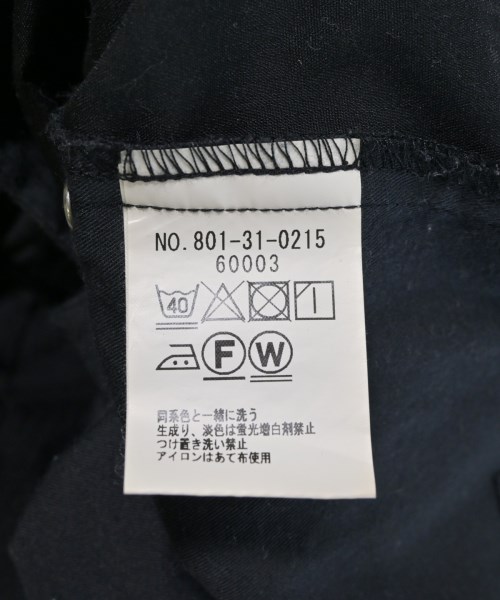 NO. 801-31-0215
60003
40
F W
同系色と一緒に洗う
生成り、淡色は蛍光増白剤禁止
つけ置き洗い禁止
アイロンはあて布使用